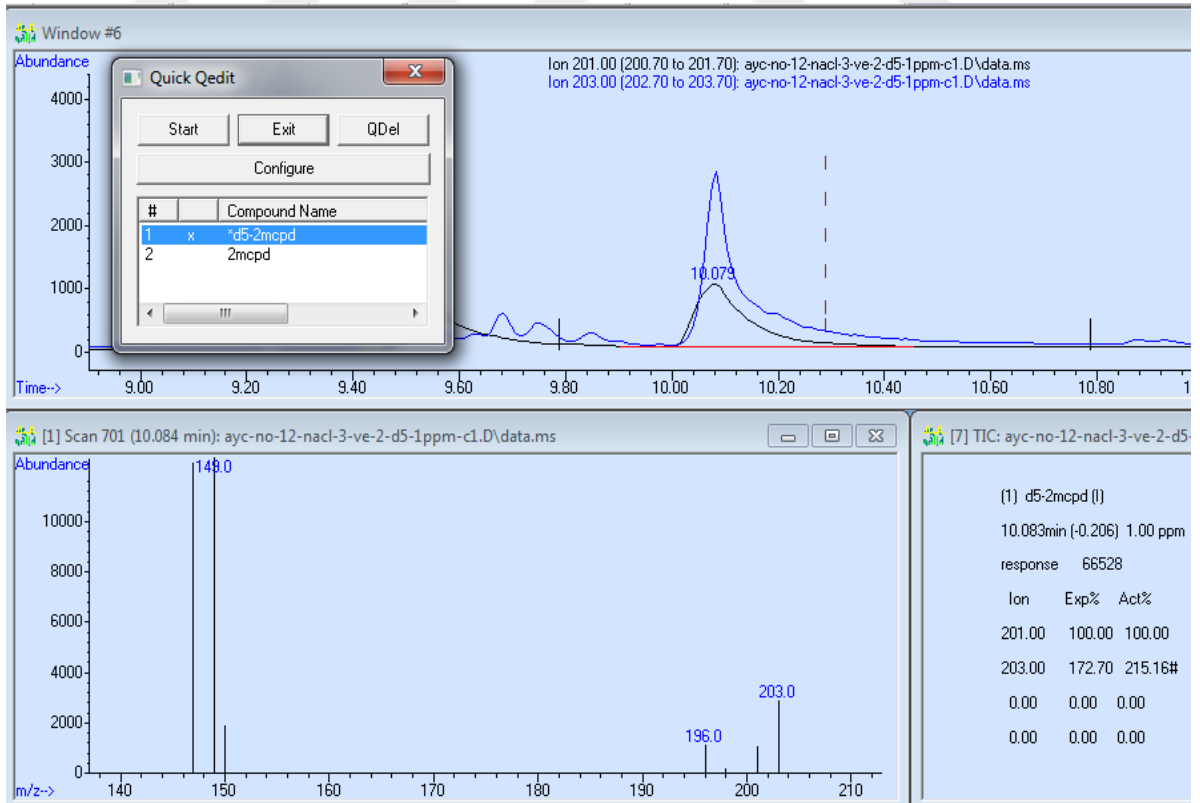 Window #6
Abundance
Ion 201.00 (200.70 to 201.70): ayc-no-12-nacl-3-ve-2-d5-1ppm-c1.D\data.ms
Ion 203.00 (202.70 to 203.70): ayc-no-12-nacl-3-ve-2-d5-1ppm-c1.D\data.ms
4000
3000
2000
1000
0
10.079
Time-->
9.00 9.20 9.40 9.60 9.80 10.00 10.20 10.40 10.60 10.80 1
Quick Qedit
Start Exit QDel
Configure
# Compound Name
1 x *d5-2mcpd
2 2mcpd
[1] Scan 701 (10.084 min): ayc-no-12-nacl-3-ve-2-d5-1ppm-c1.D\data.ms
Abundance
149.0
10000
8000
6000
4000
2000
0
203.0
196.0
m/z-->
140 150 160 170 180 190 200 210
[7] TIC: ayc-no-12-nacl-3-ve-2-d5-
(1) d5-2mcpd (I)
10.083min (-0.206) 1.00 ppm
response 66528
Ion Exp% Act%
201.00 100.00 100.00
203.00 172.70 215.16#
0.00 0.00 0.00
0.00 0.00 0.00